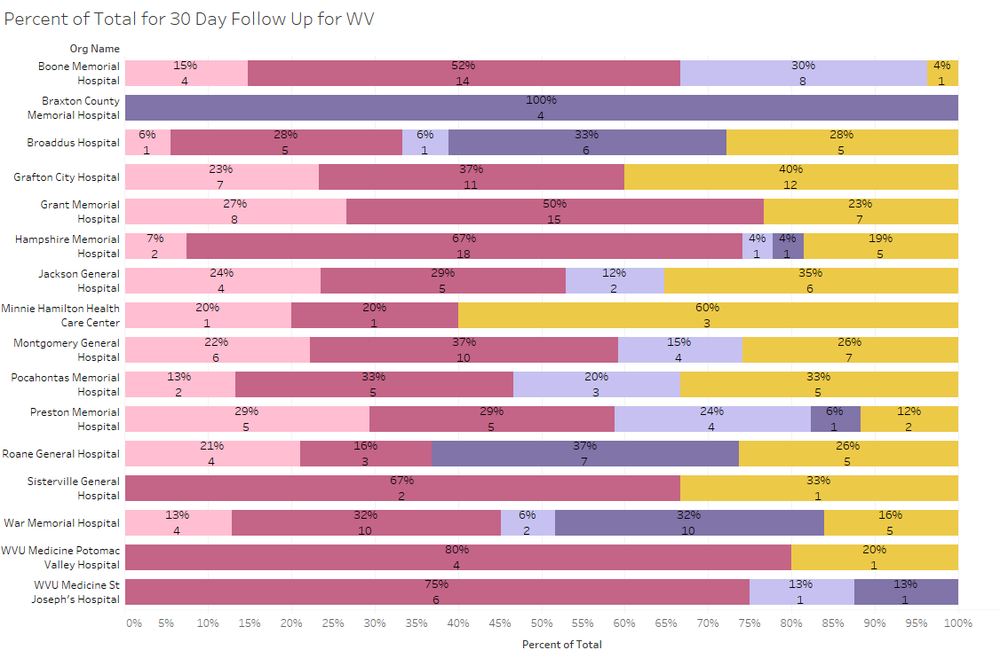 Percent of Total for 30 Day Follow Up for WV
Org Name
Boone Memorial
Hospital
15% 52% 30% 4%
4 14 8 1
Braxton County
Memorial Hospital
100%
4
Broaddus Hospital
6% 28% 6% 33% 28%
1 5 1 6 5
Grafton City Hospital
23% 37% 40%
7 11 12
Grant Memorial
Hospital
27% 50% 23%
8 15 7
Hampshire Memorial
Hospital
7% 67% 4% 4% 19%
2 18 1 1 5
Jackson General
Hospital
24% 29% 12% 35%
4 5 2 6
Minnie Hamilton Health
Care Center
20% 20% 60%
1 1 3
Montgomery General
Hospital
22% 37% 15% 26%
6 10 4 7
Pocahontas Memorial
Hospital
13% 33% 20% 33%
2 5 3 5
Preston Memorial
Hospital
29% 29% 24% 6% 12%
5 5 4 1 2
Roane General Hospital
21% 16% 37% 26%
4 3 7 5
Sisterville General
Hospital
67% 33%
2 1
War Memorial Hospital
13% 32% 6% 32% 16%
4 10 2 10 5
WVU Medicine Potomac
Valley Hospital
80% 20%
4 1
WVU Medicine St
Joseph's Hospital
75% 13% 13%
6 1 1
0% 5% 10% 15% 20% 25% 30% 35% 40% 45% 50% 55% 60% 65% 70% 75% 80% 85% 90% 95% 100%
Percent of Total